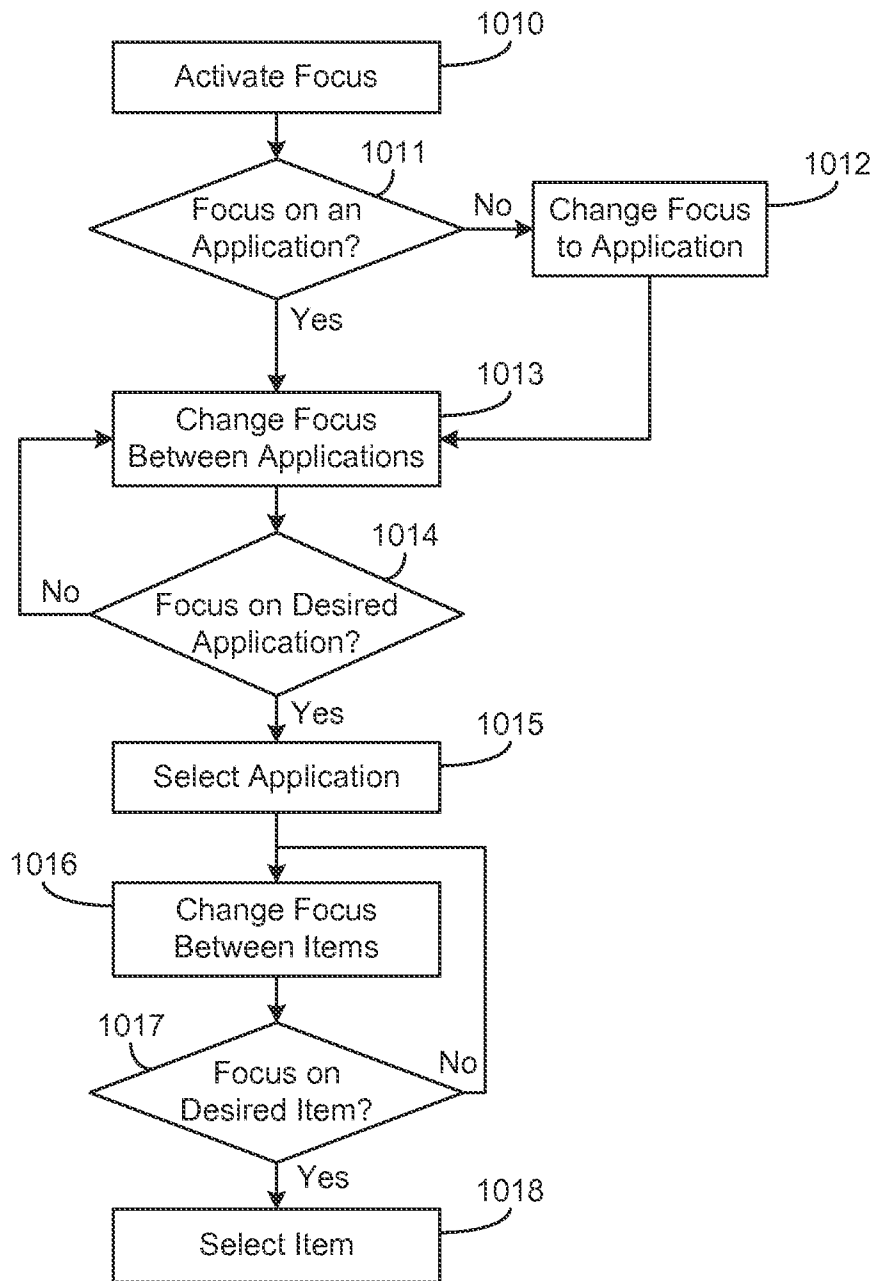 1010
Activate Focus
1011
1012
Focus on an
Application?
No
Change Focus
to Application
Yes
1013
Change Focus
Between Applications
1014
No
Focus on Desired
Application?
Yes
1015
Select Application
1016
Change Focus
Between Items
1017
No
Focus on
Desired Item?
Yes
1018
Select Item